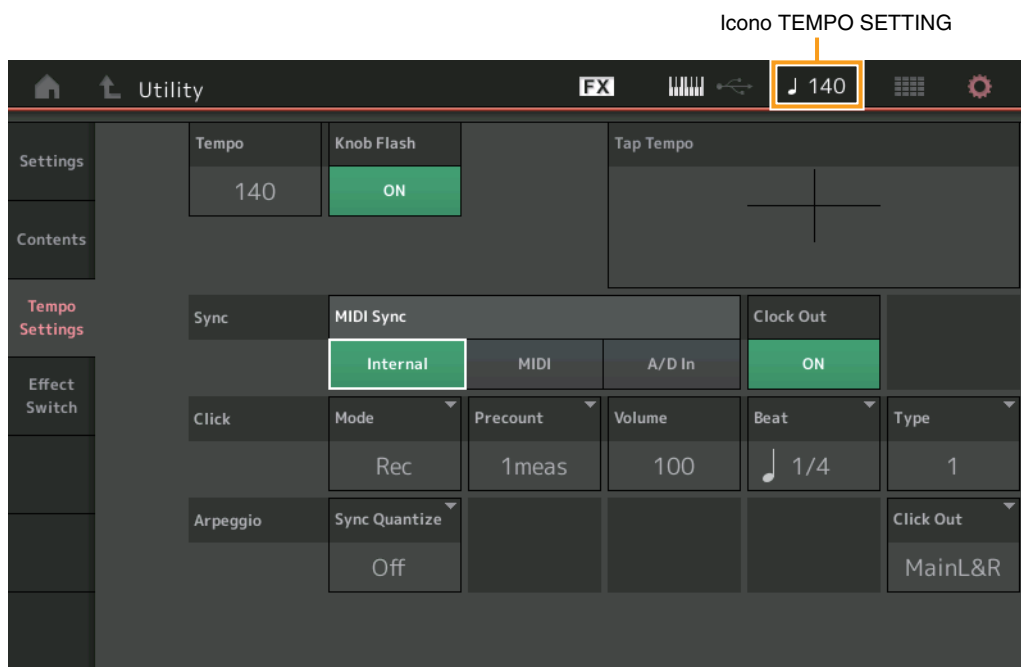 Icono TEMPO SETTING
Utility
FX
♩ 140
Settings
Contents
Tempo
Settings
Effect
Switch
Tempo
140
Knob Flash
ON
Tap Tempo
Sync
MIDI Sync
Internal
MIDI
A/D In
Clock Out
ON
Click
Mode
Rec
Precount
1meas
Volume
100
Beat
♩ 1/4
Type
1
Arpeggio
Sync Quantize
Off
Click Out
MainL&R